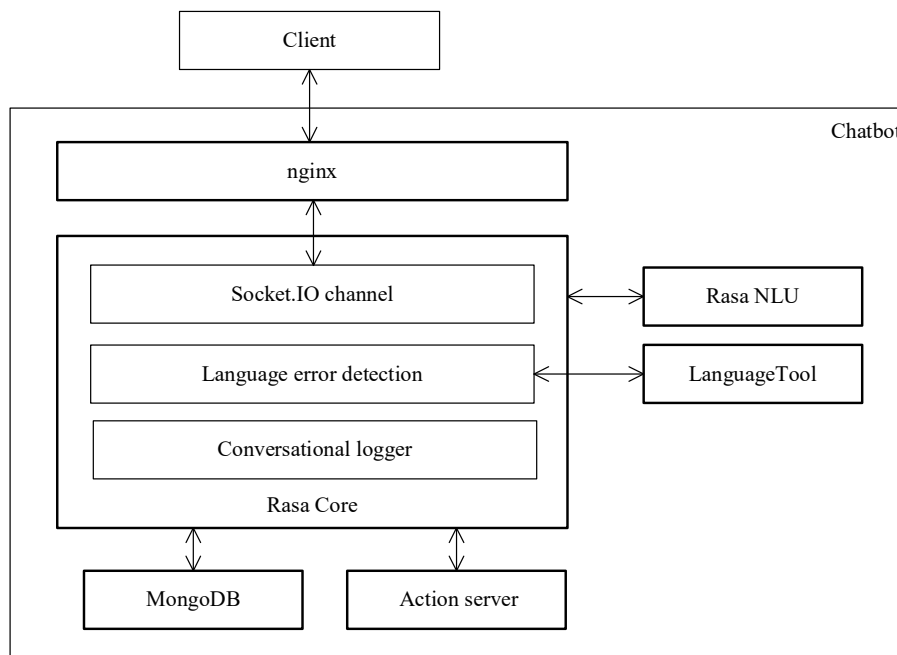 Client
Chatbot
nginx
Socket.IO channel
Rasa NLU
Language error detection
LanguageTool
Conversational logger
Rasa Core
MongoDB
Action server